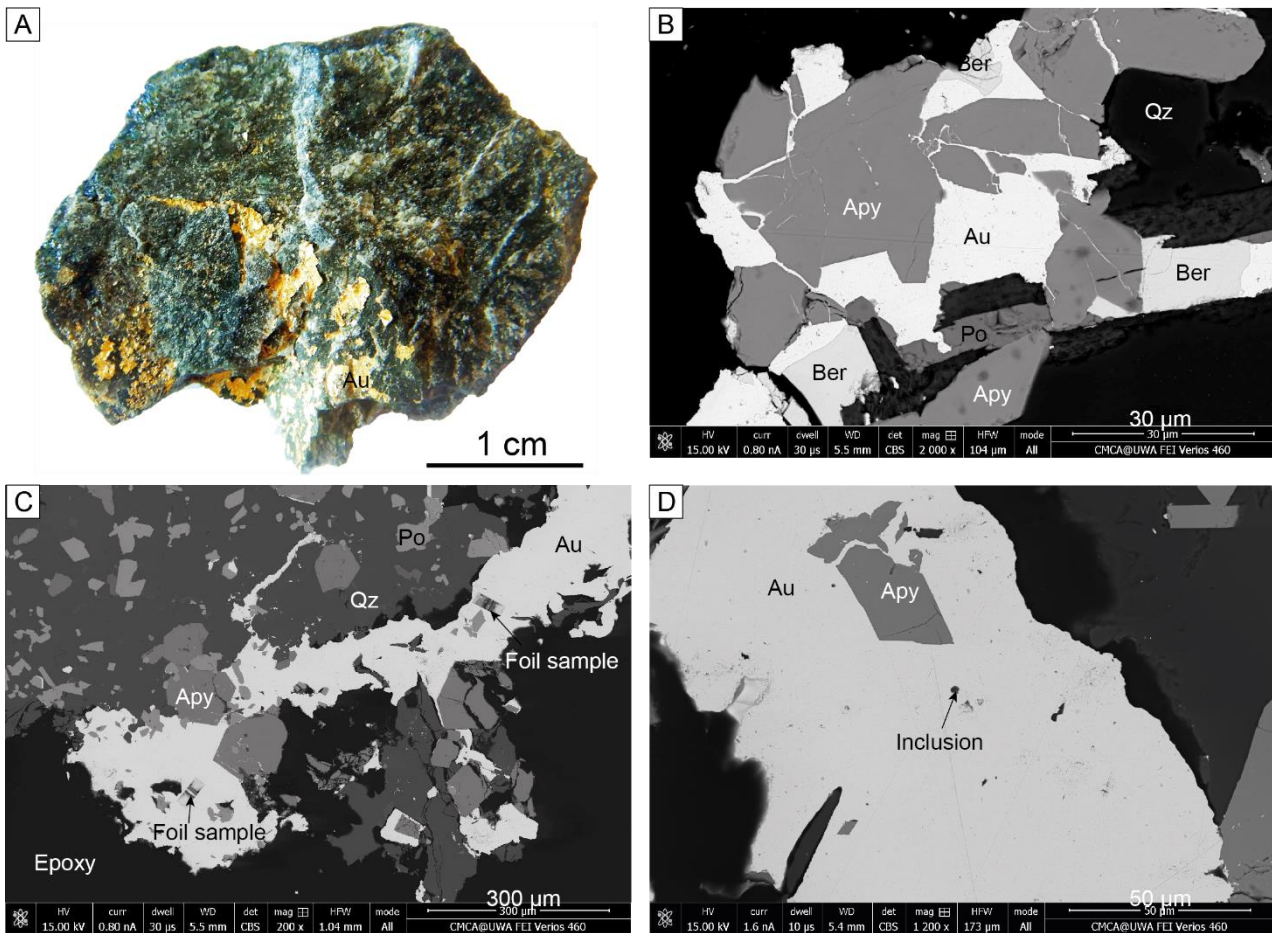 A
Au
1 cm
B
Ber
Qz
Apy
Au
Ber
Po
Ber
Apy
30 µm
HV curr dwell WD det mag HFW mode 30 µm
15.00 kV 0.80 nA 30 µs 5.5 mm CBS 2 000 x 104 µm All CMCA@UWA FEI Verios 460
C
Po
Au
Qz
Foil sample
Apy
Foil sample
Epoxy
300 µm
HV curr dwell WD det mag HFW mode 300 µm
15.00 kV 0.80 nA 30 µs 5.5 mm CBS 200 x 1.04 mm All CMCA@UWA FEI Verios 460
D
Au
Apy
Inclusion
50 µm
HV curr dwell WD det mag HFW mode 50 µm
15.00 kV 1.6 nA 10 µs 5.4 mm CBS 1 200 x 173 µm All CMCA@UWA FEI Verios 460